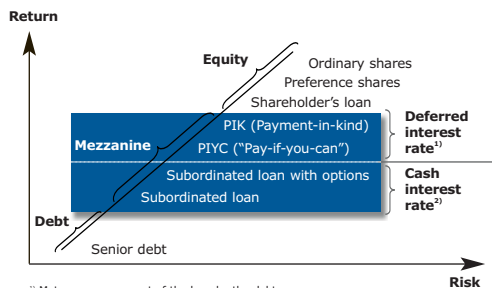 Return
Equity
Ordinary shares
Preference shares
Shareholder's loan
PIK (Payment-in-kind)
Deferred
interest
rate¹⁾
Mezzanine
PIYC ("Pay-if-you-can")
Subordinated loan with options
Cash
interest
rate²⁾
Subordinated loan
Debt
Senior debt
Risk